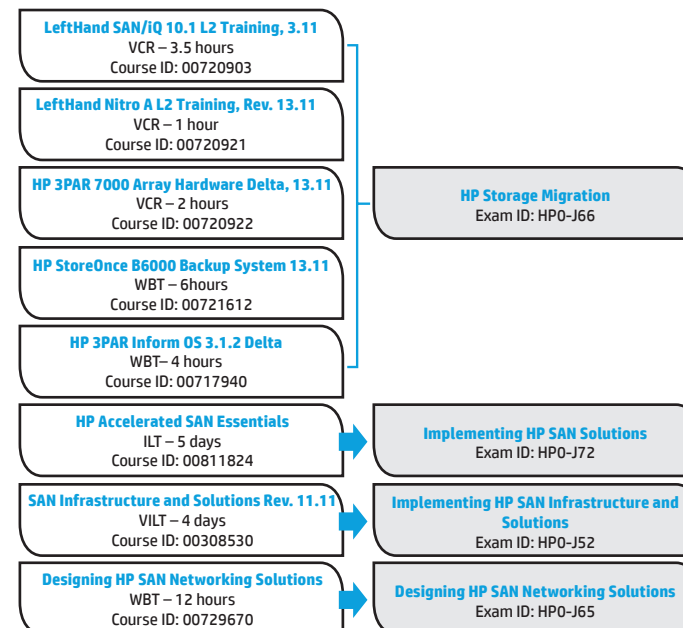 LeftHand SAN/iQ 10.1 L2 Training, 3.11
VCR – 3.5 hours
Course ID: 00720903
LeftHand Nitro A L2 Training, Rev. 13.11
VCR – 1 hour
Course ID: 00720921
HP 3PAR 7000 Array Hardware Delta, 13.11
VCR – 2 hours
Course ID: 00720922
HP StoreOnce B6000 Backup System 13.11
WBT – 6hours
Course ID: 00721612
HP 3PAR Inform OS 3.1.2 Delta
WBT– 4 hours
Course ID: 00717940
HP Storage Migration
Exam ID: HP0-J66
HP Accelerated SAN Essentials
ILT – 5 days
Course ID: 00811824
Implementing HP SAN Solutions
Exam ID: HP0-J72
SAN Infrastructure and Solutions Rev. 11.11
VILT – 4 days
Course ID: 00308530
Implementing HP SAN Infrastructure and
Solutions
Exam ID: HP0-J52
Designing HP SAN Networking Solutions
WBT – 12 hours
Course ID: 00729670
Designing HP SAN Networking Solutions
Exam ID: HP0-J65